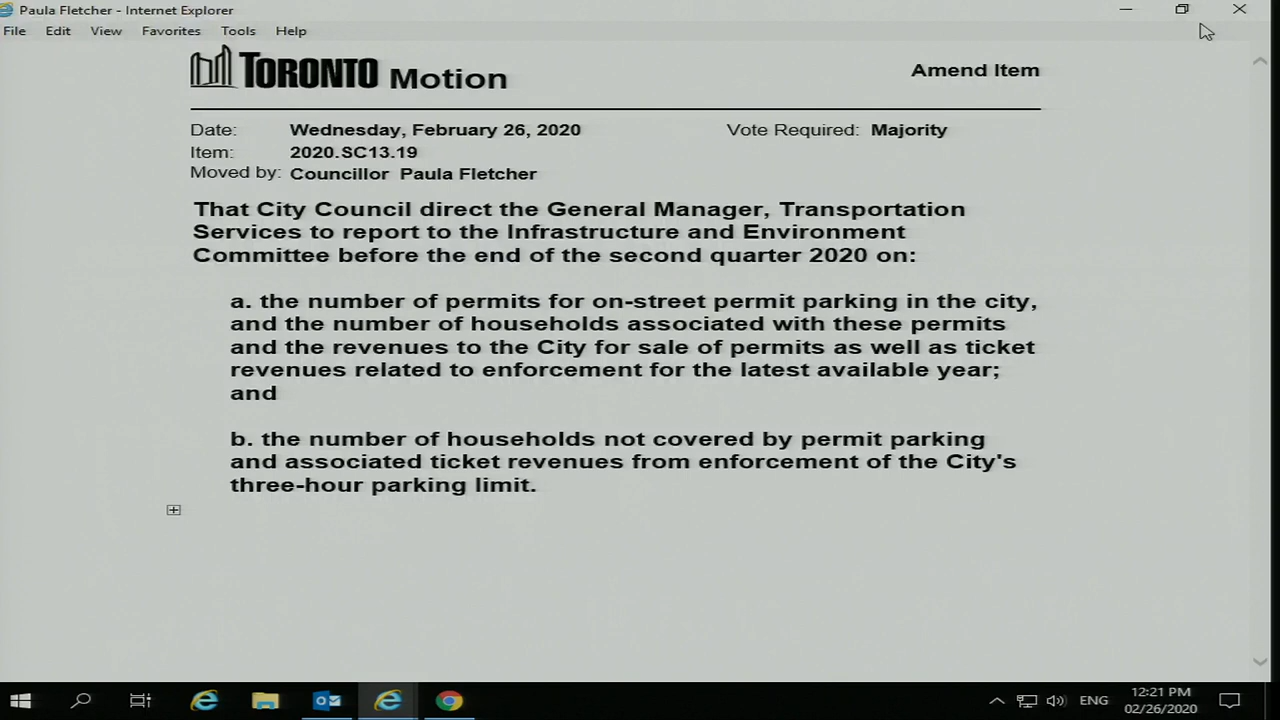 Paula Fletcher - Internet Explorer
File Edit View Favorites Tools Help
TORONTO Motion
Amend Item
Date: Wednesday, February 26, 2020
Vote Required: Majority
Item: 2020.SC13.19
Moved by: Councillor Paula Fletcher
That City Council direct the General Manager, Transportation
Services to report to the Infrastructure and Environment
Committee before the end of the second quarter 2020 on:
a. the number of permits for on-street permit parking in the city,
and the number of households associated with these permits
and the revenues to the City for sale of permits as well as ticket
revenues related to enforcement for the latest available year;
and
b. the number of households not covered by permit parking
and associated ticket revenues from enforcement of the City's
three-hour parking limit.
ENG
12:21 PM
02/26/2020